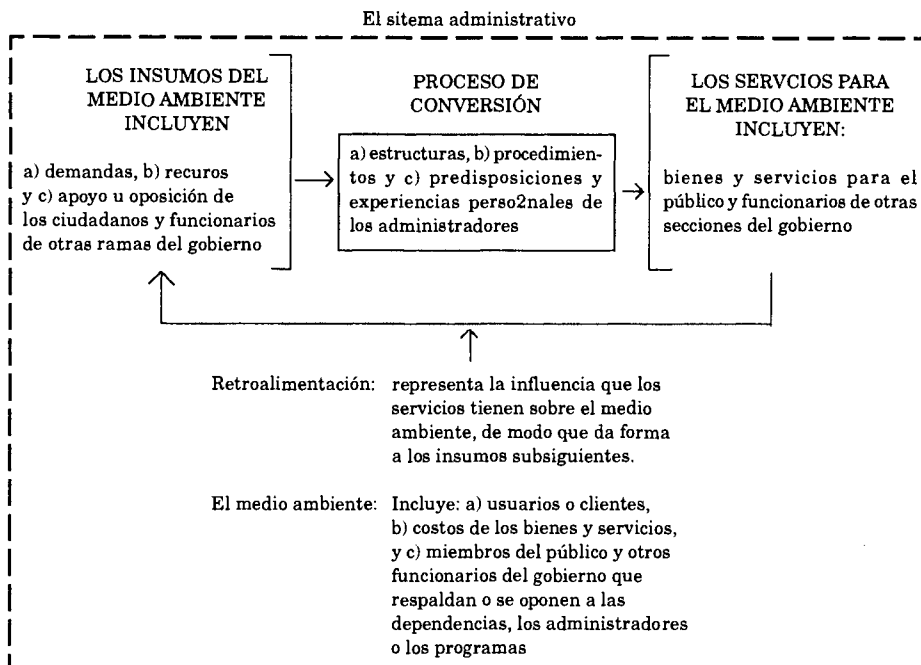 El sitema administrativo
LOS INSUMOS DEL
MEDIO AMBIENTE
INCLUYEN
a) demandas, b) recuros
y c) apoyo u oposición de
los ciudadanos y funcionarios
de otras ramas del gobierno
PROCESO DE
CONVERSIÓN
a) estructuras, b) procedimien-
tos y c) predisposiciones y
experiencias perso2nales de
los administradores
LOS SERVCIOS PARA
EL MEDIO AMBIENTE
INCLUYEN:
bienes y servicios para el
público y funcionarios de otras
secciones del gobierno
Retroalimentación: representa la influencia que los
servicios tienen sobre el medio
ambiente, de modo que da forma
a los insumos subsiguientes.
El medio ambiente: Incluye: a) usuarios o clientes,
b) costos de los bienes y servicios,
y c) miembros del público y otros
funcionarios del gobierno que
respaldan o se oponen a las
dependencias, los administradores
o los programas